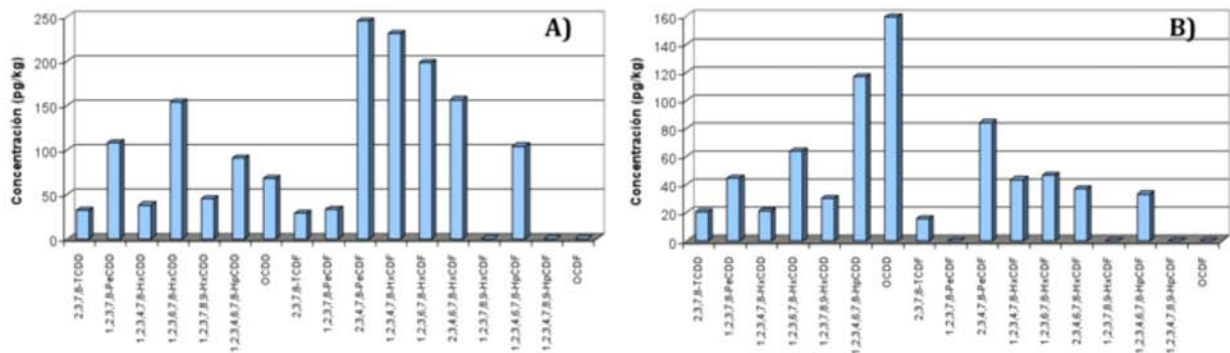 A)
Concentración (pg/kg)
250
200
150
100
50
0
2,3,7,8-TCDD
1,2,3,7,8-PeCDD
1,2,3,4,7,8-HxCDD
1,2,3,6,7,8-HxCDD
1,2,3,7,8,9-HxCDD
1,2,3,4,6,7,8-HpCDD
OCDD
2,3,7,8-TCDF
1,2,3,7,8-PeCDF
2,3,4,7,8-PeCDF
1,2,3,4,7,8-HxCDF
1,2,3,6,7,8-HxCDF
2,3,4,6,7,8-HxCDF
1,2,3,7,8,9-HxCDF
1,2,3,4,6,7,8-HpCDF
1,2,3,4,7,8,9-HpCDF
OCDF
B)
Concentración (pg/kg)
160
140
120
100
80
60
40
20
0
2,3,7,8-TCDD
1,2,3,7,8-PeCDD
1,2,3,4,7,8-HxCDD
1,2,3,6,7,8-HxCDD
1,2,3,7,8,9-HxCDD
1,2,3,4,6,7,8-HpCDD
OCDD
2,3,7,8-TCDF
1,2,3,7,8-PeCDF
2,3,4,7,8-PeCDF
1,2,3,4,7,8-HxCDF
1,2,3,6,7,8-HxCDF
2,3,4,6,7,8-HxCDF
1,2,3,7,8,9-HxCDF
1,2,3,4,6,7,8-HpCDF
1,2,3,4,7,8,9-HpCDF
OCDF